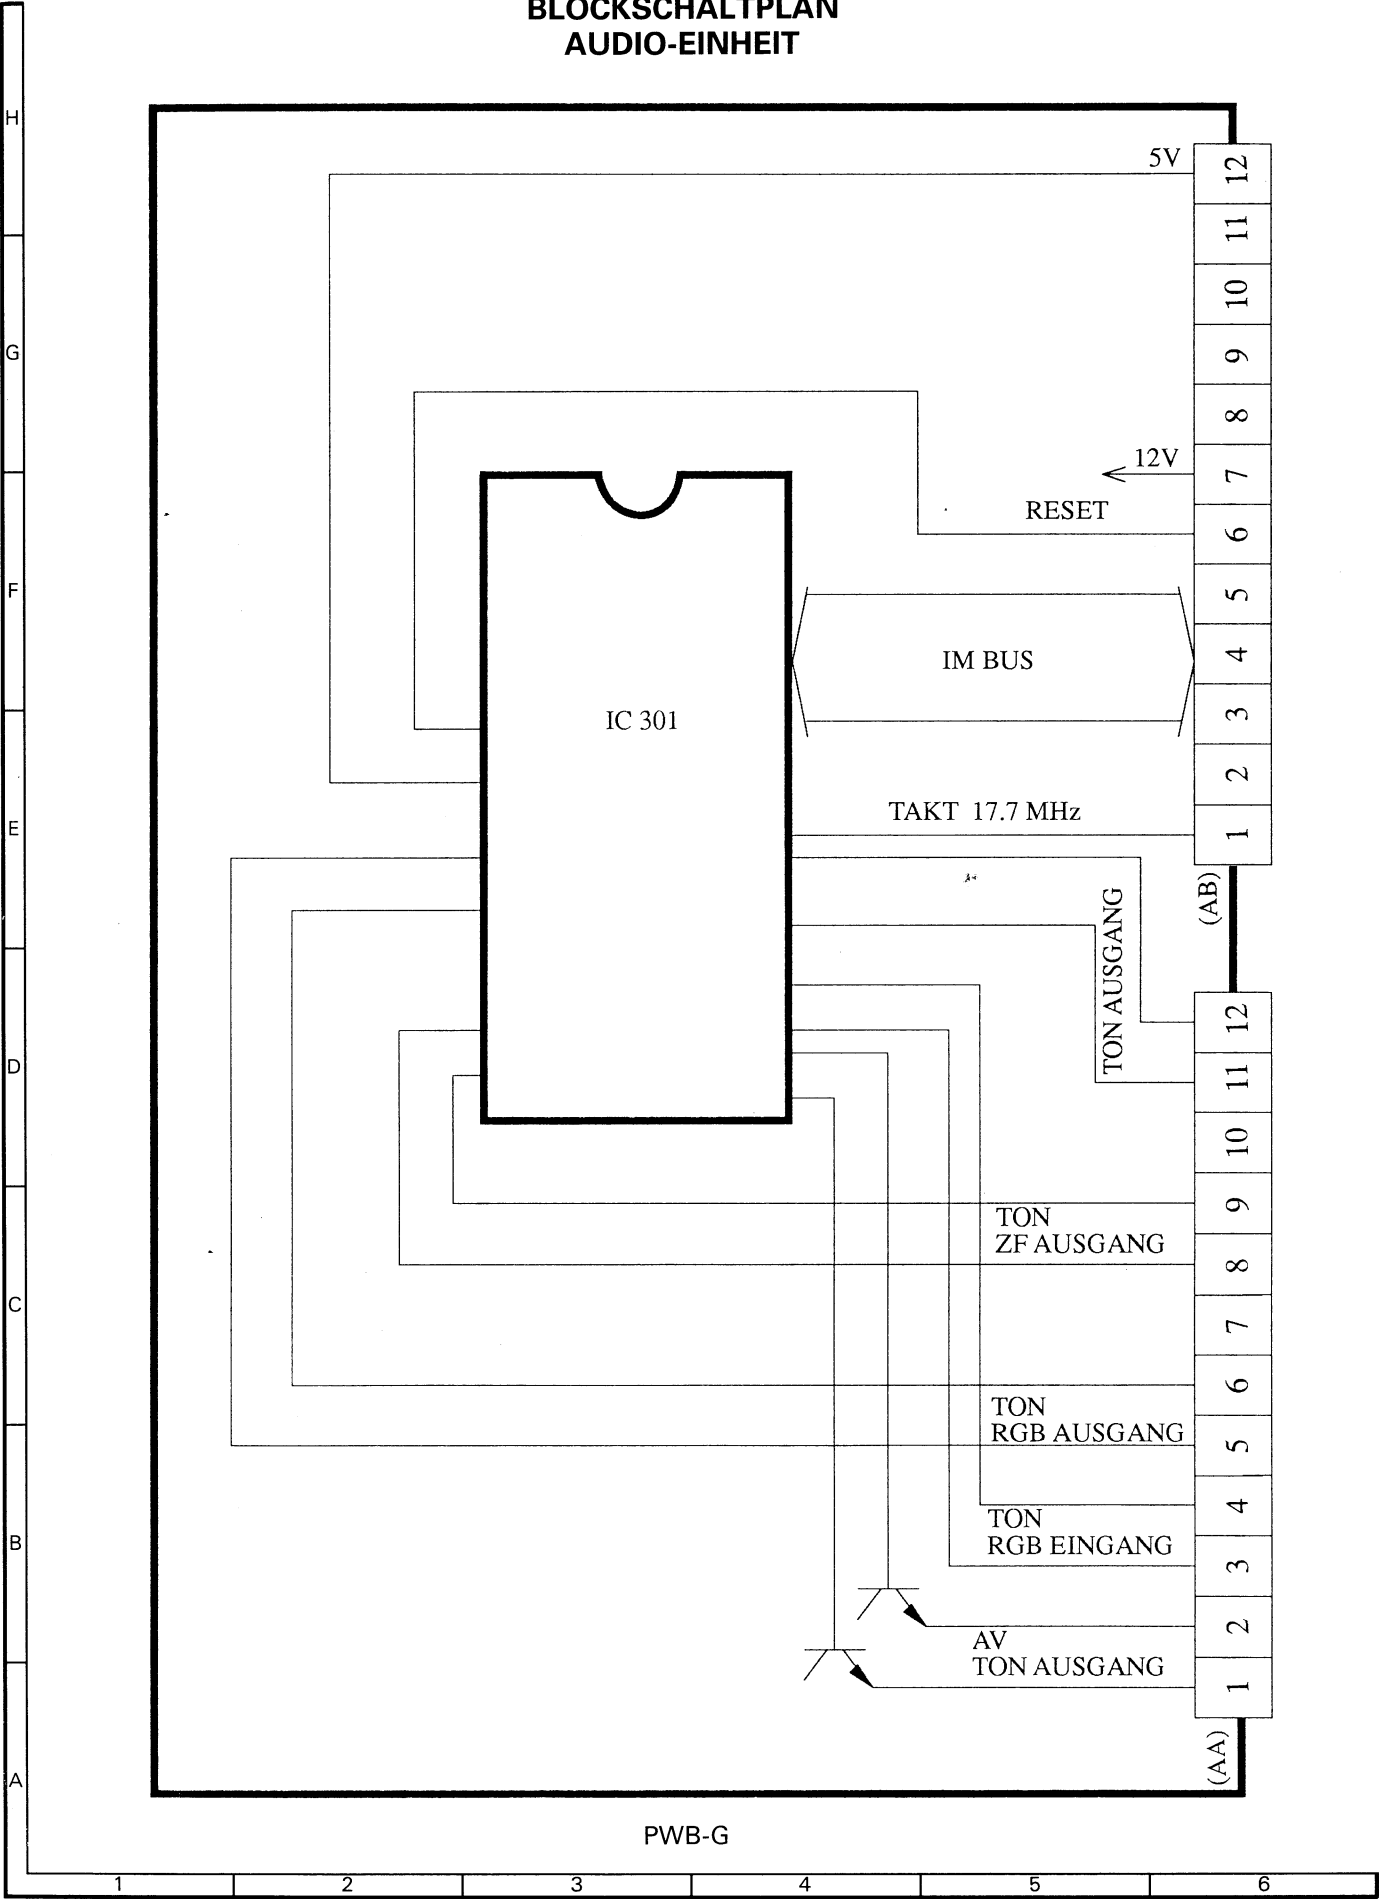 BLOCKSCHALTPLAN
AUDIO-EINHEIT
H
G
F
E
D
C
B
A
5V
12
11
10
9
8
12V
7
RESET
6
5
IM BUS
4
3
IC 301
2
TAKT 17.7 MHz
1
(AB)
TON AUSGANG
12
11
10
9
TON
ZF AUSGANG
8
7
6
TON
RGB AUSGANG
5
4
TON
RGB EINGANG
3
2
AV
TON AUSGANG
1
(AA)
PWB-G
1 2 3 4 5 6